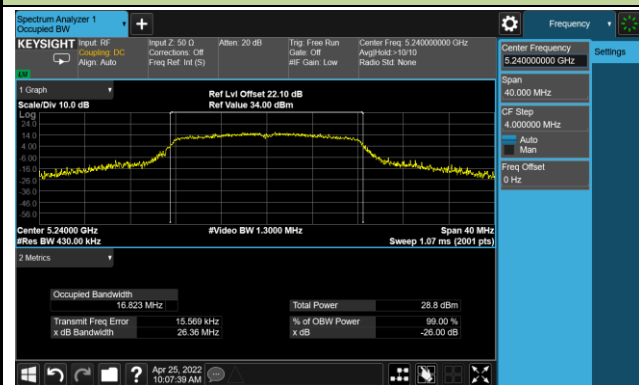 Spectrum Analyzer 1
Occupied BW
Frequency
KEYSIGHT
Input: RF
Coupling: DC
Align: Auto
Input Z: 50 Ω
Corrections: Off
Freq Ref: Int (S)
Atten: 20 dB
Trig: Free Run
Gate: Off
#IF Gain: Low
Center Freq: 5.240000000 GHz
Avg|Hold:>10/10
Radio Std: None
Center Frequency
5.240000000 GHz
Settings
Span
40.000 MHz
CF Step
4.000000 MHz
Auto
Man
Freq Offset
0 Hz
1 Graph
Scale/Div 10.0 dB
Ref Lvl Offset 22.10 dB
Ref Value 34.00 dBm
Log
24.0
14.0
4.00
-6.00
-16.0
-26.0
-36.0
-46.0
-56.0
Center 5.24000 GHz
#Res BW 430.00 kHz
#Video BW 1.3000 MHz
Span 40 MHz
Sweep 1.07 ms (2001 pts)
2 Metrics
Occupied Bandwidth
16.823 MHz
Total Power 28.8 dBm
Transmit Freq Error 15.569 kHz
% of OBW Power 99.00 %
x dB Bandwidth 26.36 MHz
x dB -26.00 dB
?
Apr 25, 2022
10:07:39 AM